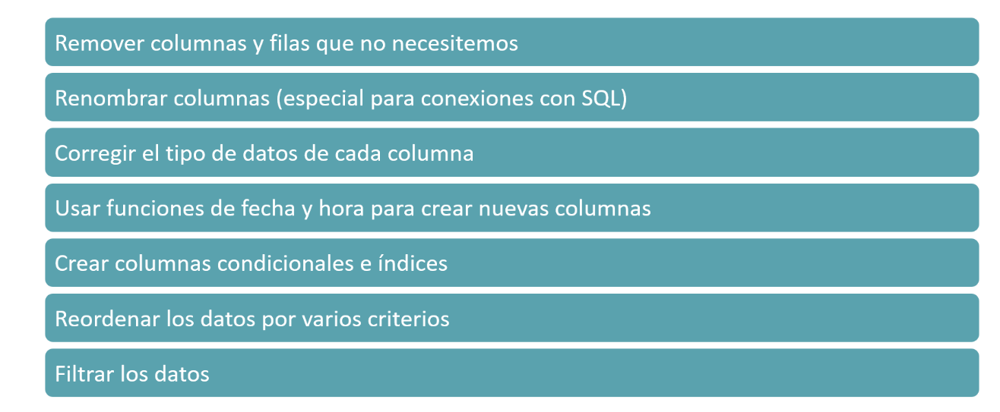 Remover columnas y filas que no necesitemos
Renombrar columnas (especial para conexiones con SQL)
Corregir el tipo de datos de cada columna
Usar funciones de fecha y hora para crear nuevas columnas
Crear columnas condicionales e índices
Reordenar los datos por varios criterios
Filtrar los datos